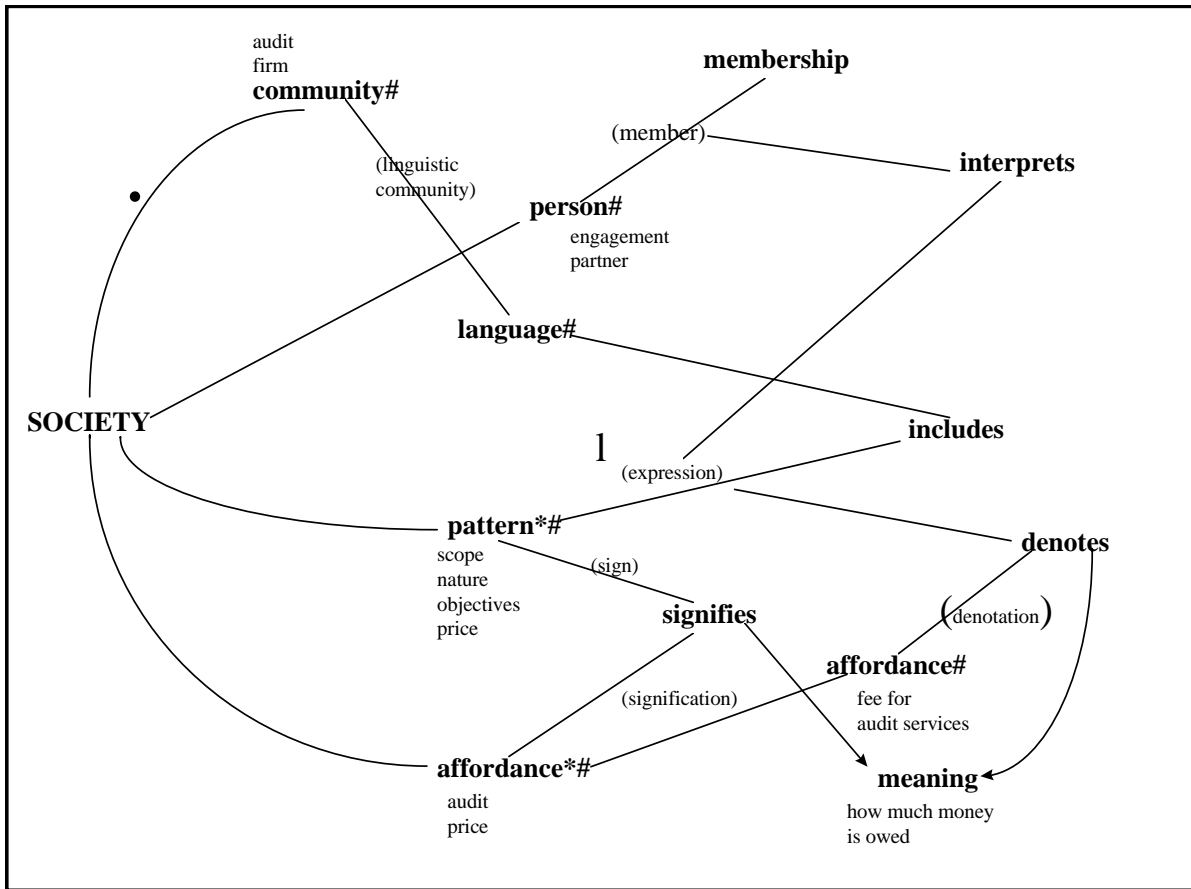 audit
firm
community#
membership
(member)
(linguistic
community)
interprets
•
person#
engagement
partner
language#
SOCIETY
includes
l
(expression)
pattern*#
scope
nature
objectives
price
denotes
(sign)
signifies
(denotation)
affordance#
fee for
audit services
(signification)
affordance*#
audit
price
meaning
how much money
is owed